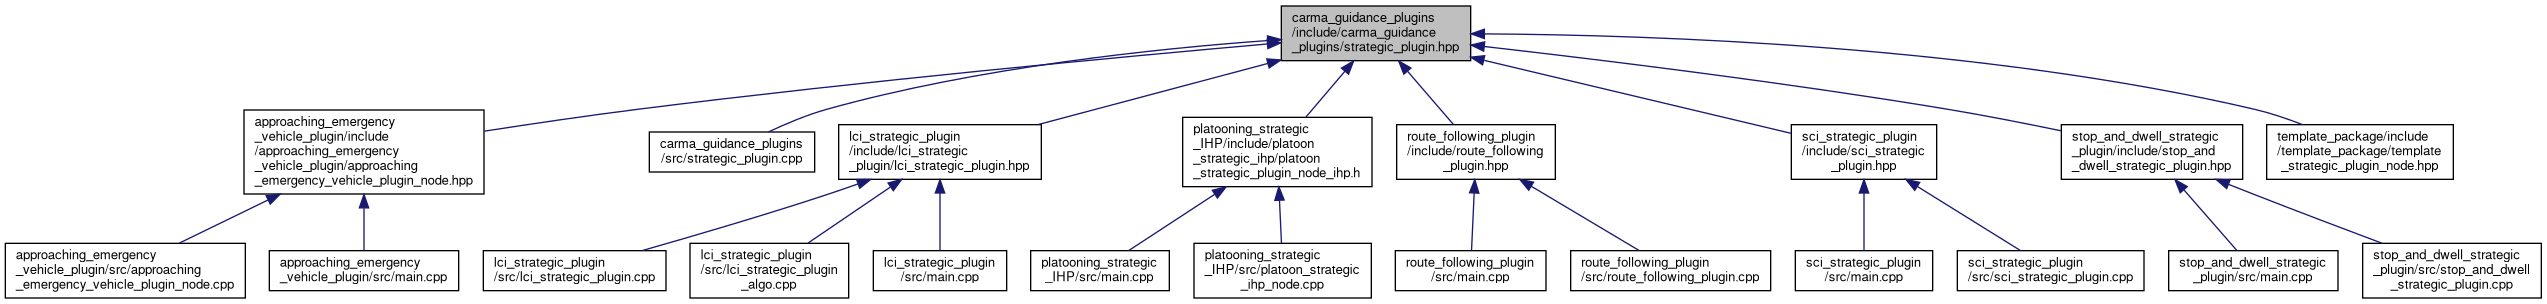 carma_guidance_plugins
/include/carma_guidance
_plugins/strategic_plugin.hpp
approaching_emergency
_vehicle_plugin/include
/approaching_emergency
_vehicle_plugin/approaching
_emergency_vehicle_plugin_node.hpp
carma_guidance_plugins
/src/strategic_plugin.cpp
lci_strategic_plugin
/include/lci_strategic
_plugin/lci_strategic_plugin.hpp
platooning_strategic
_IHP/include/platoon
_strategic_ihp/platoon
_strategic_plugin_node_ihp.h
route_following_plugin
/include/route_following
_plugin.hpp
sci_strategic_plugin
/include/sci_strategic
_plugin.hpp
stop_and_dwell_strategic
_plugin/include/stop_and
_dwell_strategic_plugin.hpp
template_package/include
/template_package/template
_strategic_plugin_node.hpp
approaching_emergency
_vehicle_plugin/src/approaching
_emergency_vehicle_plugin_node.cpp
approaching_emergency
_vehicle_plugin/src/main.cpp
lci_strategic_plugin
/src/lci_strategic_plugin.cpp
lci_strategic_plugin
/src/lci_strategic_plugin
_algo.cpp
lci_strategic_plugin
/src/main.cpp
platooning_strategic
_IHP/src/main.cpp
platooning_strategic
_IHP/src/platoon_strategic
_ihp_node.cpp
route_following_plugin
/src/main.cpp
route_following_plugin
/src/route_following_plugin.cpp
sci_strategic_plugin
/src/main.cpp
sci_strategic_plugin
/src/sci_strategic_plugin.cpp
stop_and_dwell_strategic
_plugin/src/main.cpp
stop_and_dwell_strategic
_plugin/src/stop_and_dwell
_strategic_plugin.cpp